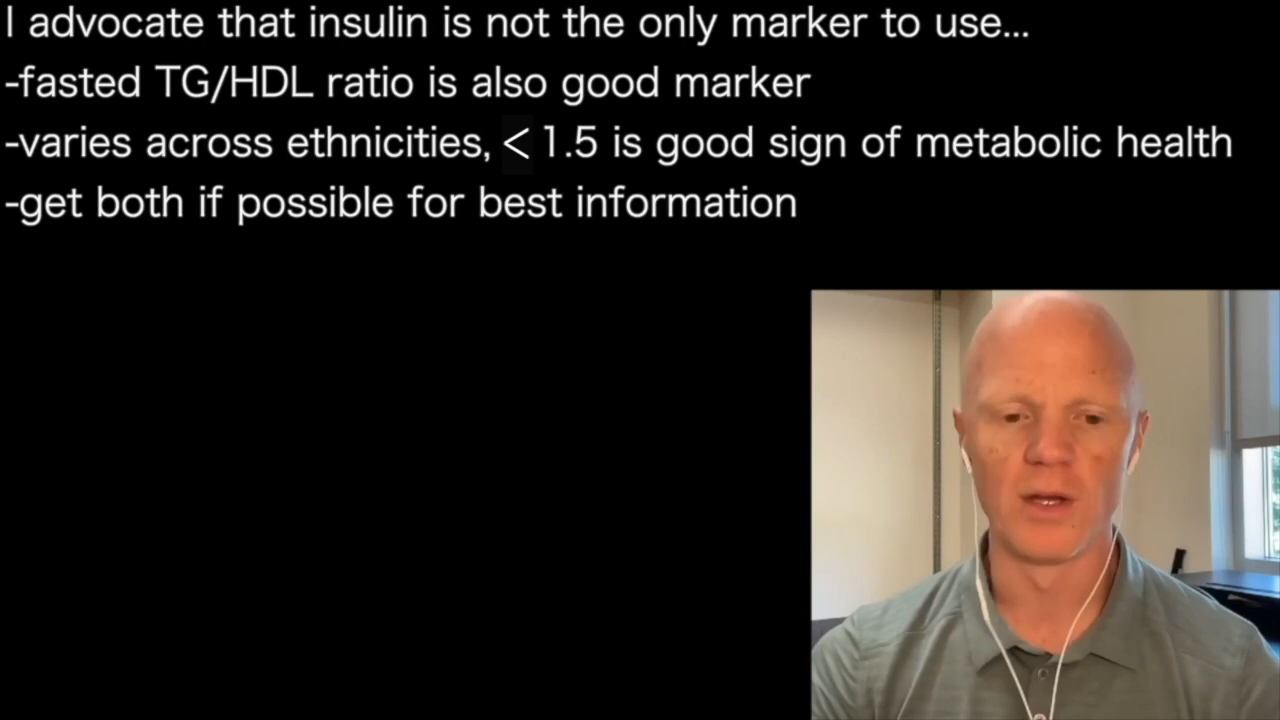 I advocate that insulin is not the only marker to use...
-fasted TG/HDL ratio is also good marker
-varies across ethnicities, < 1.5 is good sign of metabolic health
-get both if possible for best information